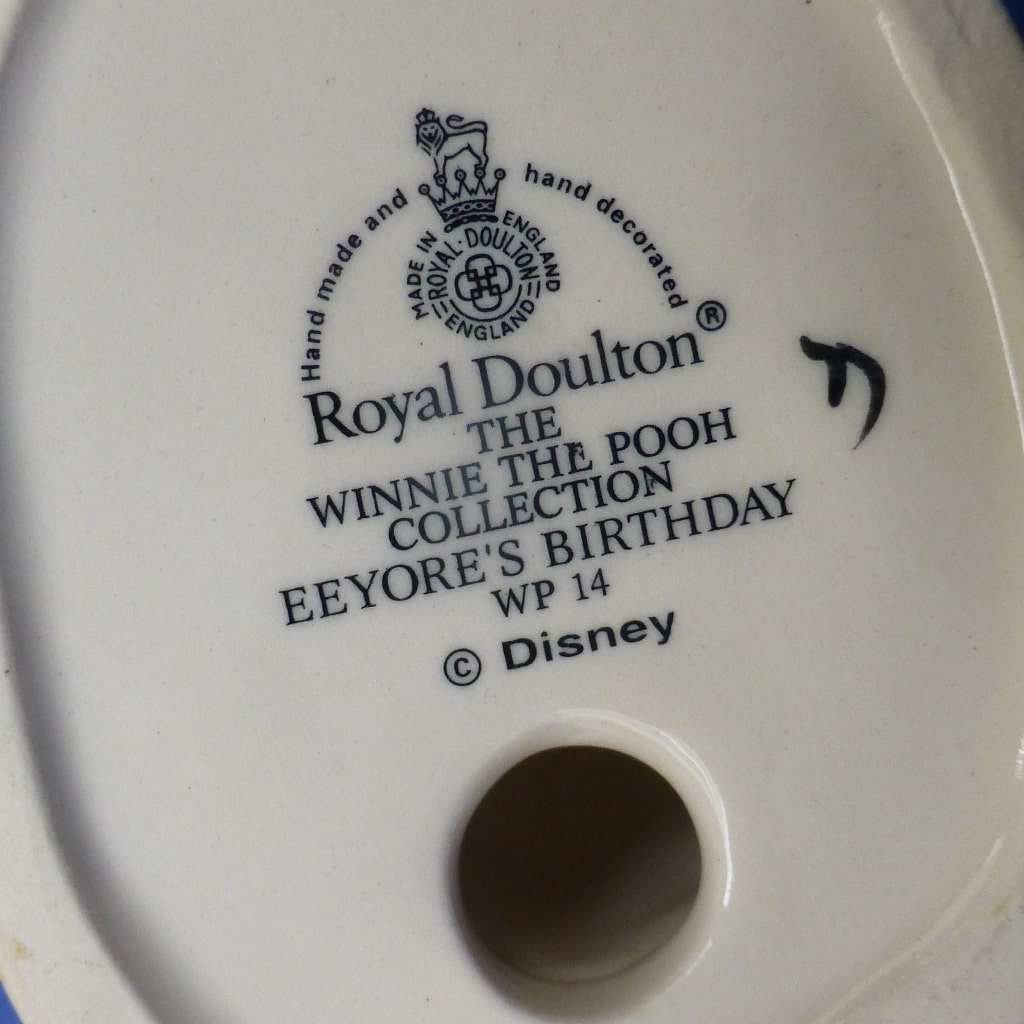 Hand made and hand decorated
MADE IN ENGLAND
ROYAL · DOULTON
ENGLAND
Royal Doulton®
THE
WINNIE THE POOH
COLLECTION
EEYORE'S BIRTHDAY
WP 14
© Disney